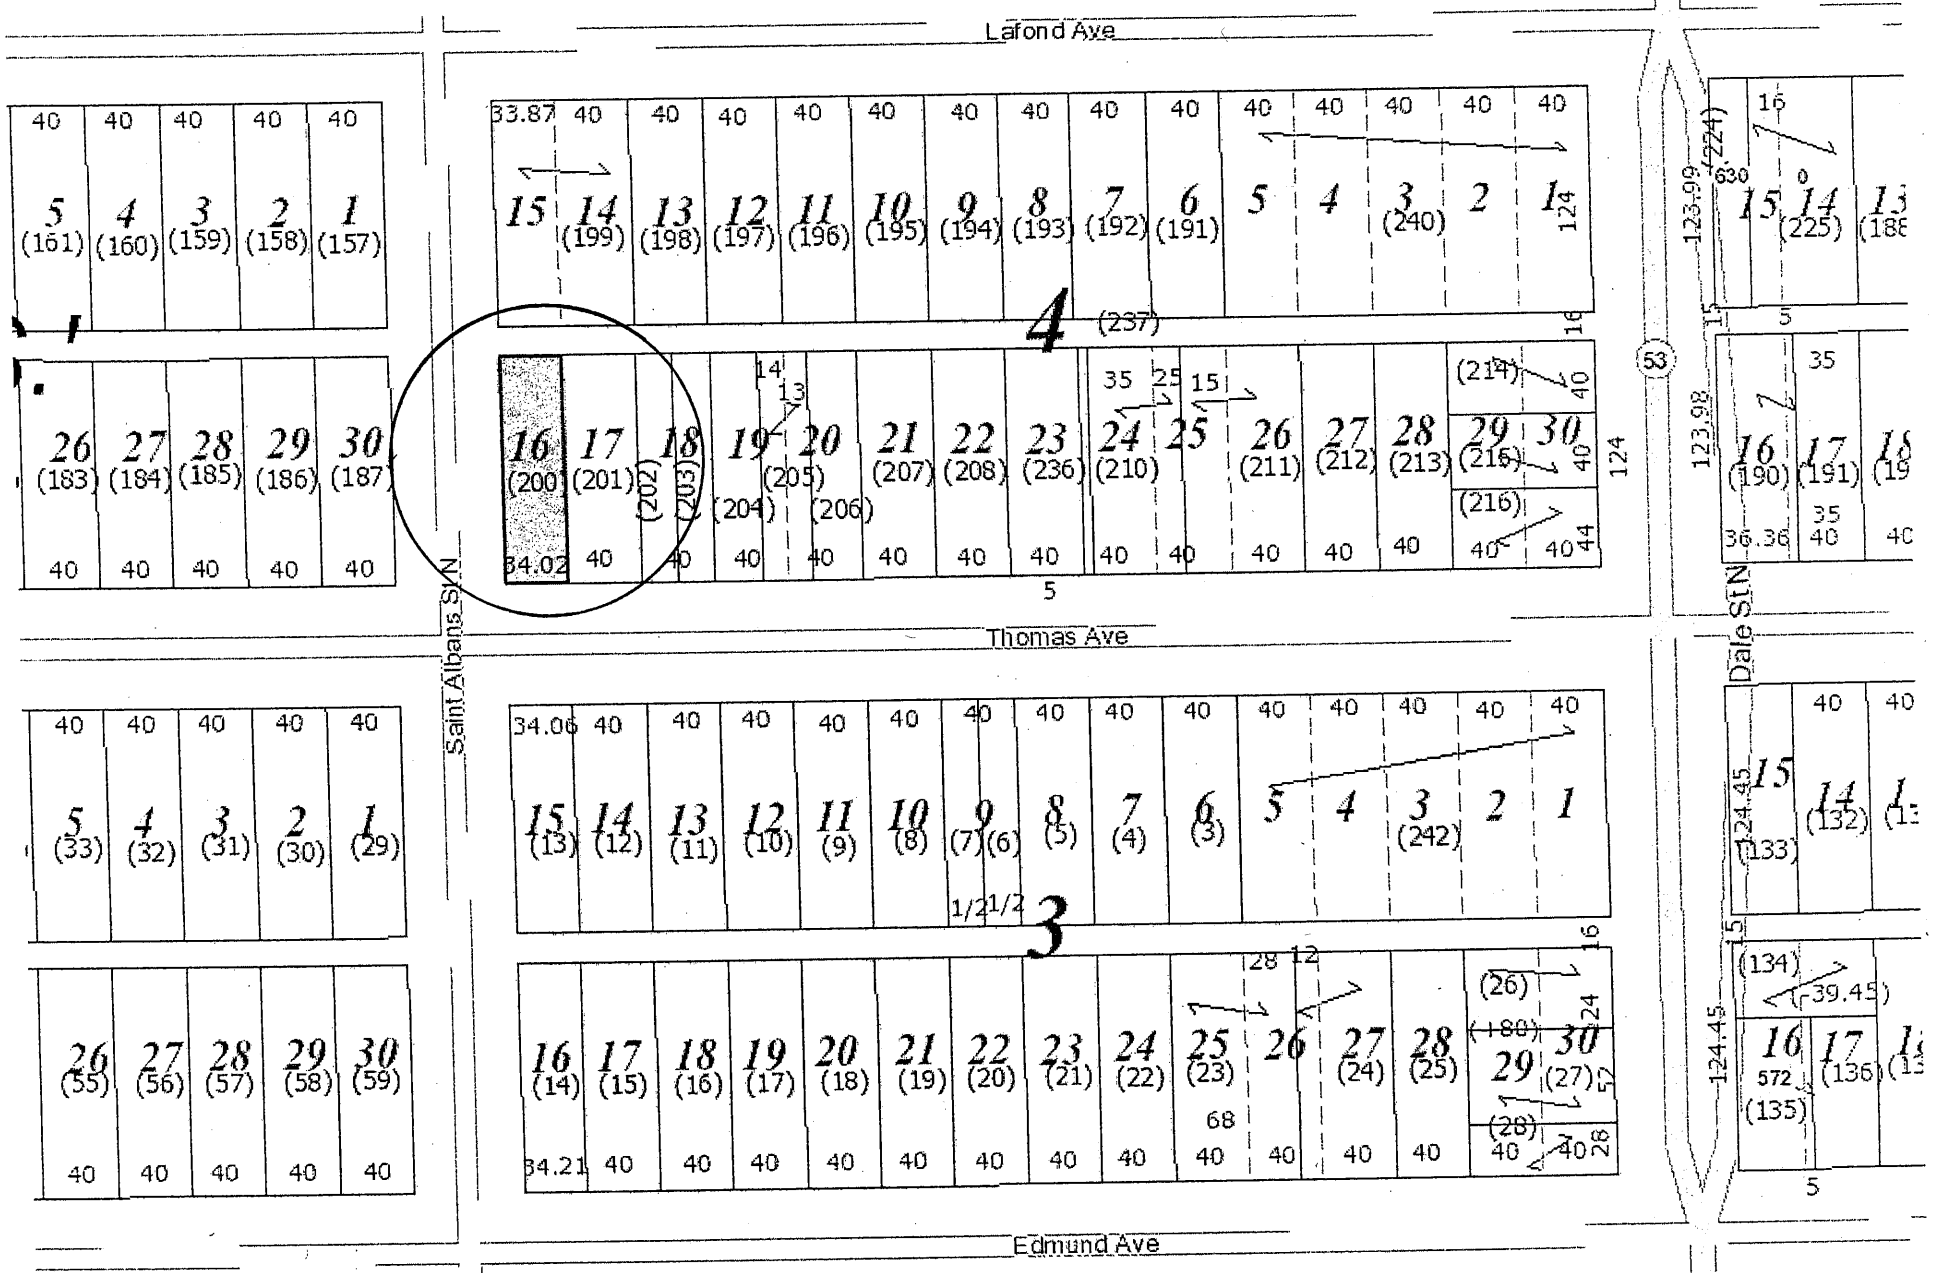 Lafond Ave
40 40 40 40 40 33.87 40 40 40 40 40 40 40 40 40 40 40 40 40 40 16
(224)
123.99 630 0
5 4 3 2 1 15 14 13 12 11 10 9 8 7 6 5 4 3 2 1 124 15 14 13
(161) (160) (159) (158) (157) (199) (198) (197) (196) (195) (194) (193) (192) (191) (240) (225) (188
4 (237) 16 15 5
53
14 13 35 25 15 (214) 40 35
26 27 28 29 30 16 17 18 19 20 21 22 23 24 25 26 27 28 29 30 40 124 123.98 16 17 18
(183) (184) (185) (186) (187) (200) (201) (202) (203) (204) (205) (206) (207) (208) (236) (210) (211) (212) (213) (215) (190) (191) (19
(216) 44 35
40 40 40 40 40 34.02 40 40 40 40 40 40 40 40 40 40 40 40 40 40 36.36 40 40
5
Thomas Ave
Saint Albans St N
Dale St N
40 40 40 40 40 34.06 40 40 40 40 40 40 40 40 40 40 40 40 40 40 40 40
5 4 3 2 1 15 14 13 12 11 10 9 8 7 6 5 4 3 2 1 124.45 15 14 1
(33) (32) (31) (30) (29) (13) (12) (11) (10) (9) (8) (7) (6) (5) (4) (3) (242) (133) (132) (13
1/2 1/2
3 16 15
28 12 (26) 124 (134) (-39.45)
(180)
26 27 28 29 30 16 17 18 19 20 21 22 23 24 25 26 27 28 29 30 124.45 16 17
(55) (56) (57) (58) (59) (14) (15) (16) (17) (18) (19) (20) (21) (22) (23) (24) (25) (27) 52 572 (136) (13
68 (28) 28 (135)
40 40 40 40 40 34.21 40 40 40 40 40 40 40 40 40 40 40 40 40 40
5
Edmund Ave